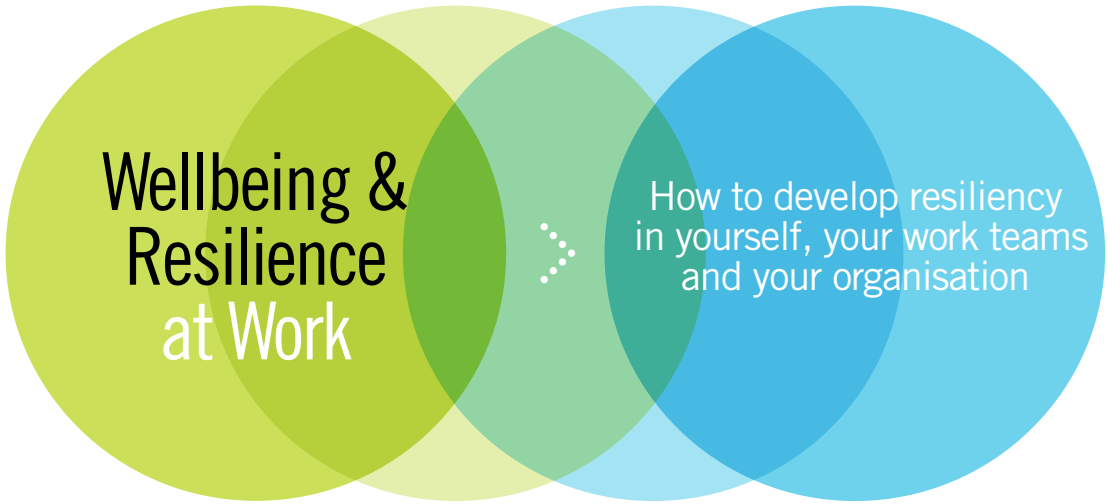 Wellbeing &
Resilience
at Work
How to develop resiliency
in yourself, your work teams
and your organisation